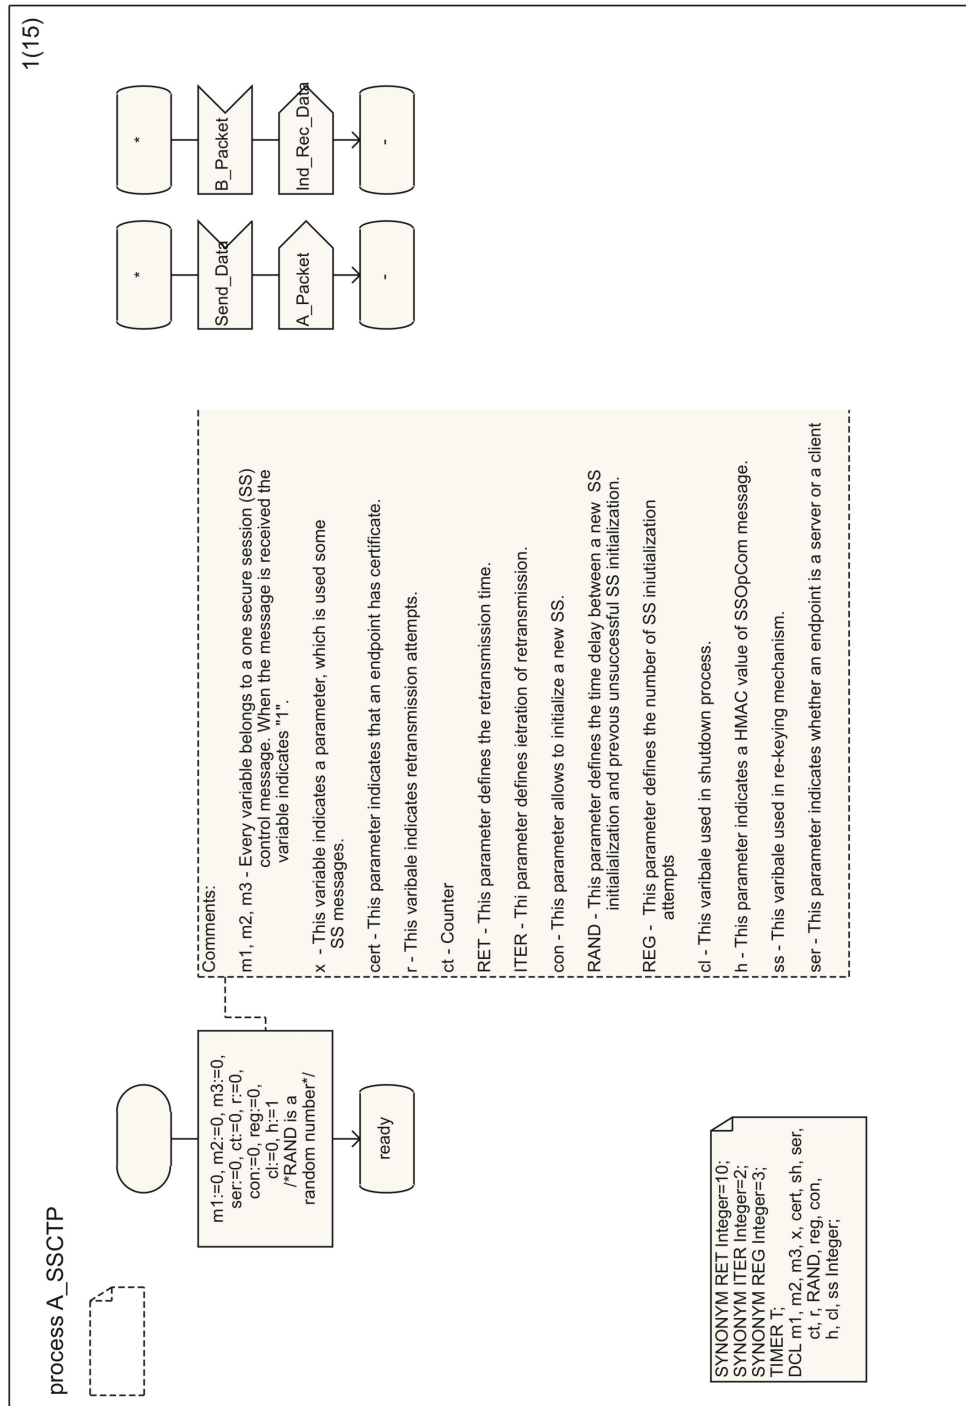 process A_SSCTP
1(15)
m1:=0, m2:=0, m3:=0,
ser:=0, ct:=0, r:=0,
con:=0, reg:=0,
cl:=0, h:=1
/*RAND is a
random number*/
ready
Comments:
m1, m2, m3 - Every variable belongs to a one secure session (SS)
control message. When the message is received the
variable indicates "1".
x - This variable indicates a parameter, which is used some
SS messages.
cert - This parameter indicates that an endpoint has certificate.
r - This varibale indicates retransmission attempts.
ct - Counter
RET - This parameter defines the retransmission time.
ITER - Thi parameter defines ietration of retransmission.
con - This parameter allows to initialize a new SS.
RAND - This parameter defines the time delay between a new SS
initialization and prevous unsuccessful SS initialization.
REG - This parameter defines the number of SS iniutialization
attempts
cl - This varibale used in shutdown process.
h - This parameter indicates a HMAC value of SSOpCom message.
ss - This varibale used in re-keying mechanism.
ser - This parameter indicates whether an endpoint is a server or a client
*
Send_Data
A_Packet
-
*
B_Packet
Ind_Rec_Data
-
SYNONYM RET Integer=10;
SYNONYM ITER Integer=2;
SYNONYM REG Integer=3;
TIMER T;
DCL m1, m2, m3, x, cert, sh, ser,
ct, r, RAND, reg, con,
h, cl, ss Integer;